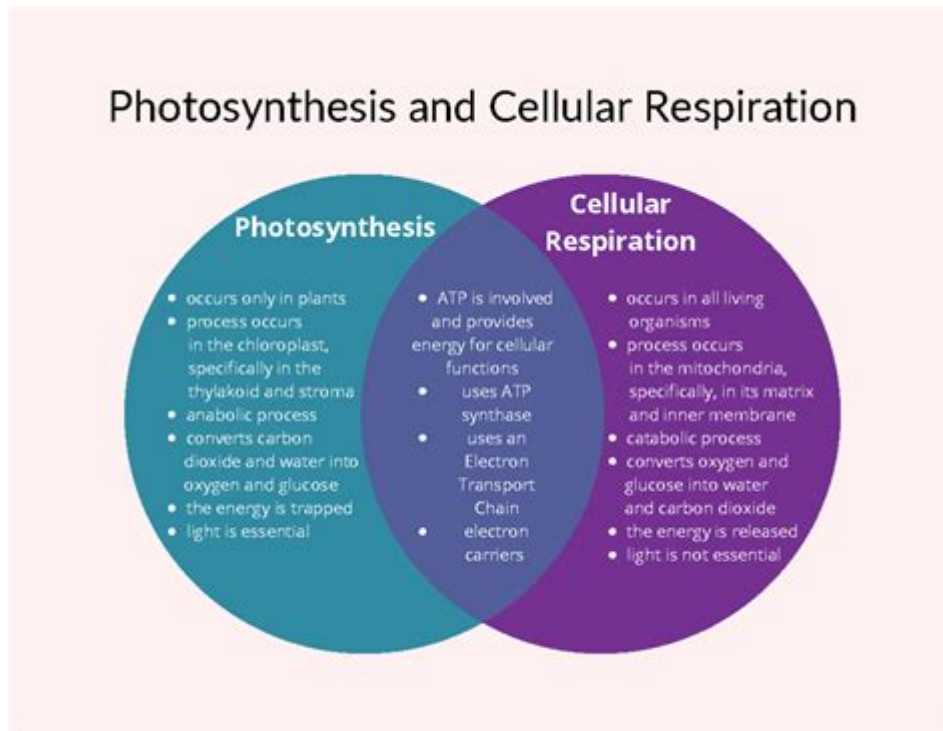 Photosynthesis and Cellular Respiration
Photosynthesis
• occurs only in plants
• process occurs
in the chloroplast,
specifically in the
thylakoid and stroma
• anabolic process
• converts carbon
dioxide and water into
oxygen and glucose
• the energy is trapped
• light is essential
• ATP is involved
and provides
energy for cellular
functions
• uses ATP
synthase
• uses an
Electron
Transport
Chain
• electron
carriers
Cellular
Respiration
• occurs in all living
organisms
• process occurs
in the mitochondria,
specifically, in its matrix
and inner membrane
• catabolic process
• converts oxygen and
glucose into water
and carbon dioxide
• the energy is released
• light is not essential